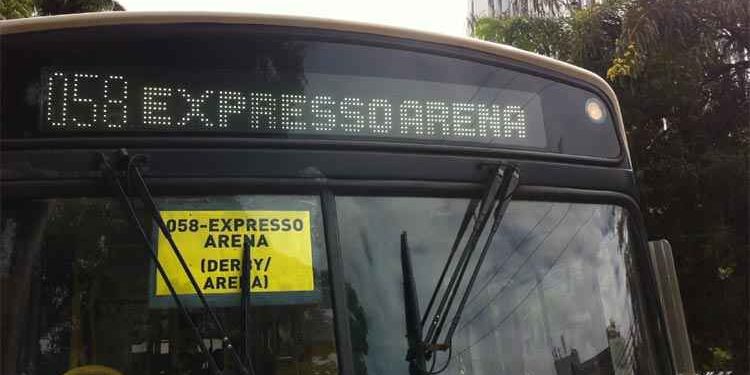 058 EXPRESSO ARENA
058-EXPRESSO
ARENA
(DERBY/
ARENA)